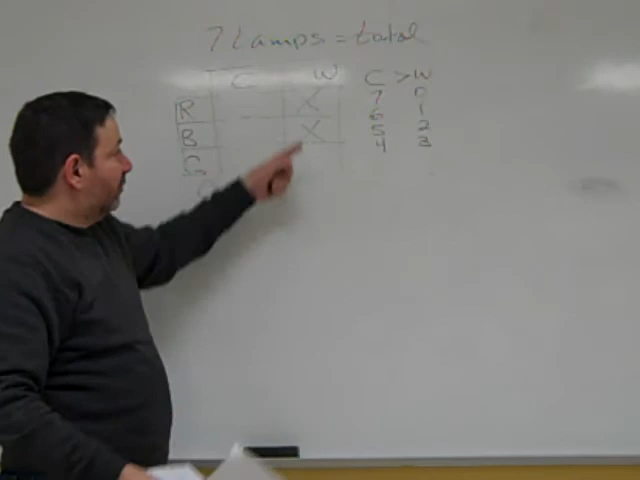 7 Lamps = total
C W C > W
R X 7 0
6 1
B X 5 2
G 4 3